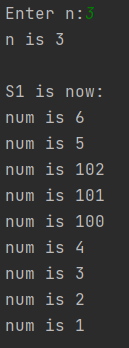 Enter n:3
n is 3
S1 is now:
num is 6
num is 5
num is 102
num is 101
num is 100
num is 4
num is 3
num is 2
num is 1